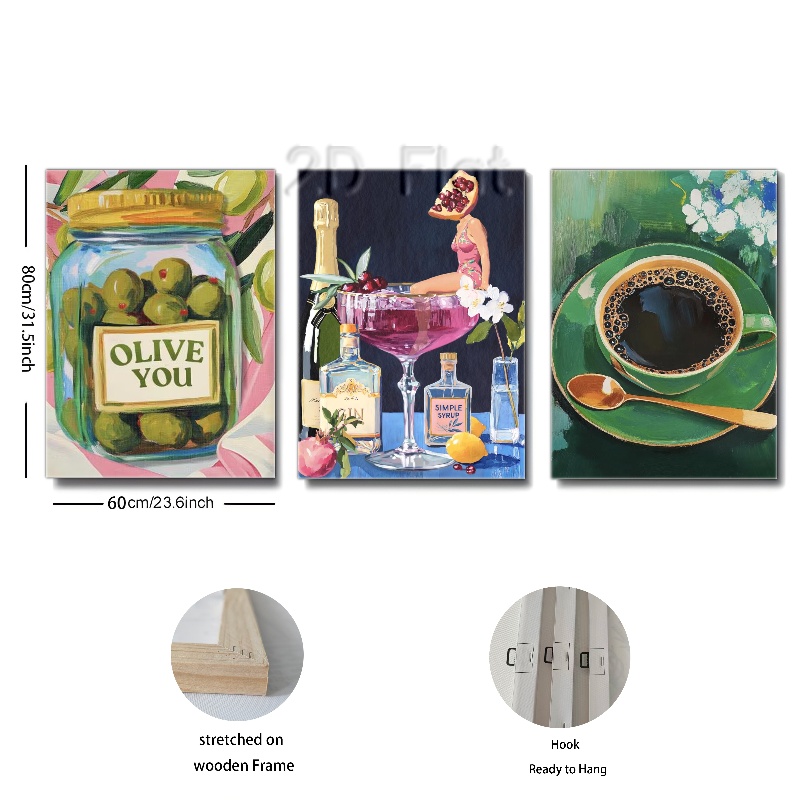 2D Flat
80cm/31.5inch
OLIVE
YOU
GIN
SIMPLE
SYRUP
60cm/23.6inch
stretched on
wooden Frame
Hook
Ready to Hang